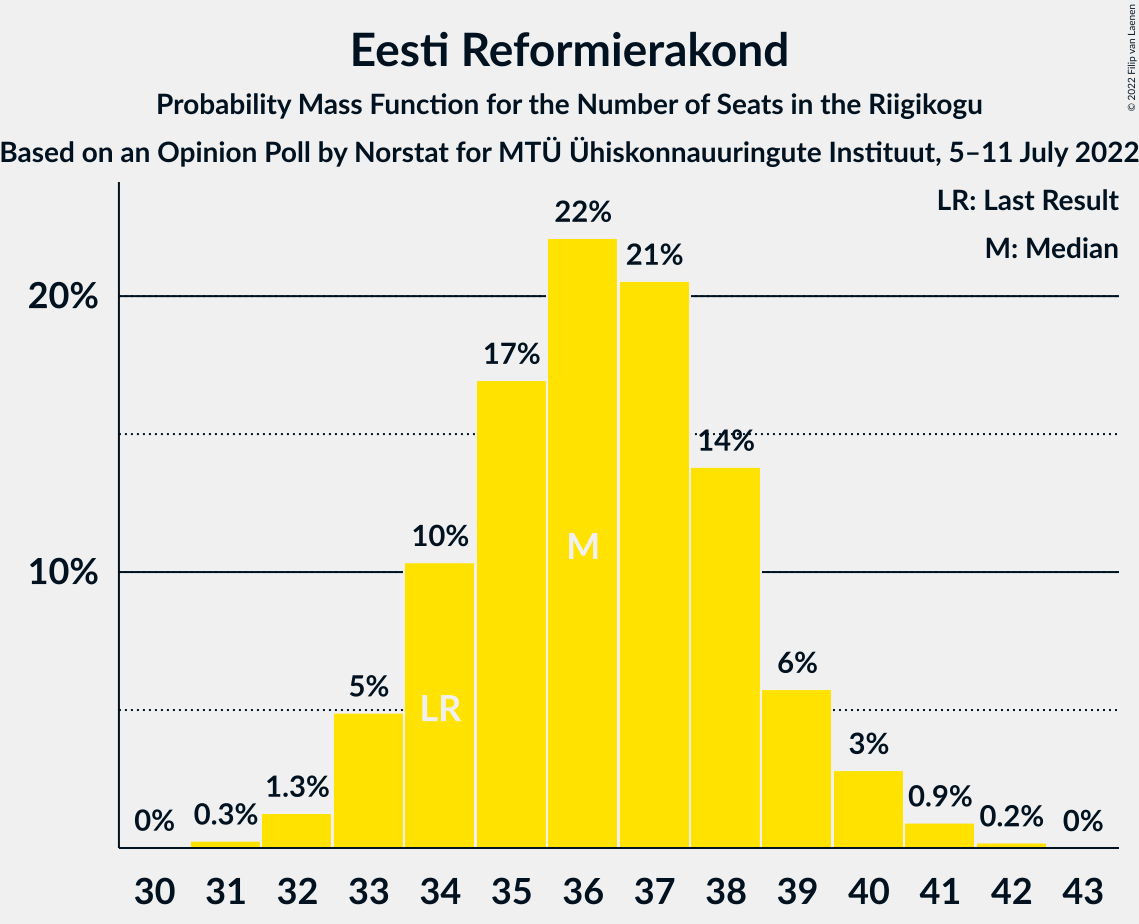 Eesti Reformierakond
Probability Mass Function for the Number of Seats in the Riigikogu
Based on an Opinion Poll by Norstat for MTÜ Ühiskonnauuringute Instituut, 5–11 July 2022
© 2022 Filip van Laenen
LR: Last Result
M: Median
20%
10%
0%
0.3%
1.3%
5%
10%
17%
22%
21%
14%
6%
3%
0.9%
0.2%
0%
LR
M
30 31 32 33 34 35 36 37 38 39 40 41 42 43